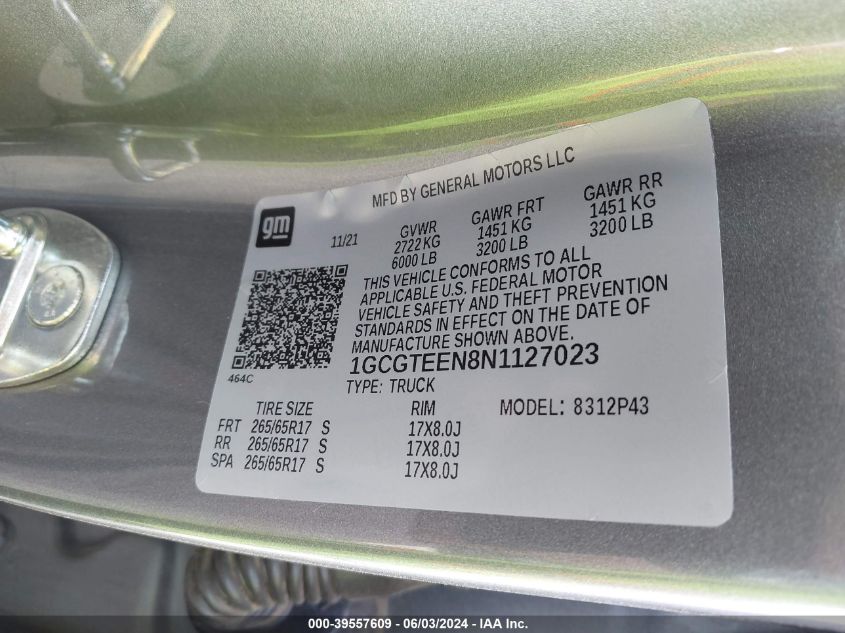 MFD BY GENERAL MOTORS LLC
gm
11/21
GVWR GAWR FRT GAWR RR
2722 KG 1451 KG 1451 KG
6000 LB 3200 LB 3200 LB
THIS VEHICLE CONFORMS TO ALL
APPLICABLE U.S. FEDERAL MOTOR
VEHICLE SAFETY AND THEFT PREVENTION
STANDARDS IN EFFECT ON THE DATE OF
MANUFACTURE SHOWN ABOVE.
1GCGTEEN8N1127023
464C
TYPE: TRUCK
TIRE SIZE RIM MODEL: 8312P43
FRT 265/65R17 S 17X8.0J
RR 265/65R17 S 17X8.0J
SPA 265/65R17 S 17X8.0J
000-39557609 - 06/03/2024 - IAA Inc.